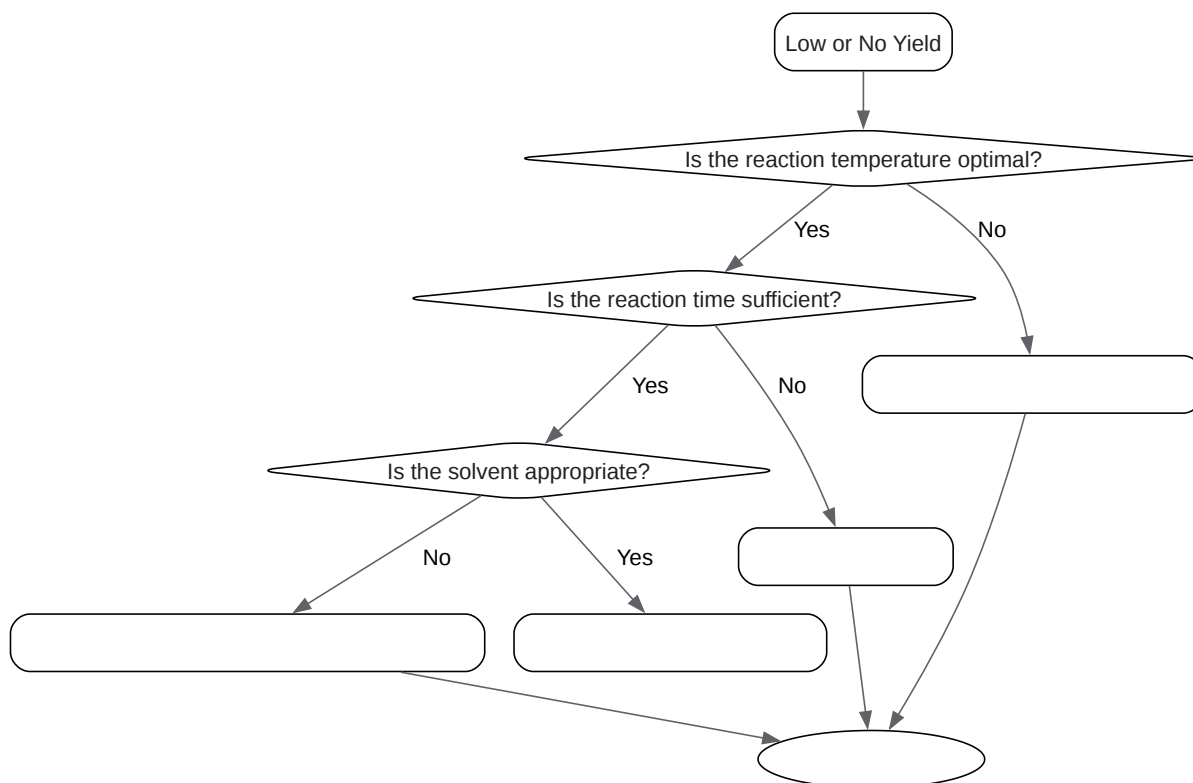 Low or No Yield
Is the reaction temperature optimal?
Yes
No
Is the reaction time sufficient?
Yes
No
Is the solvent appropriate?
No
Yes